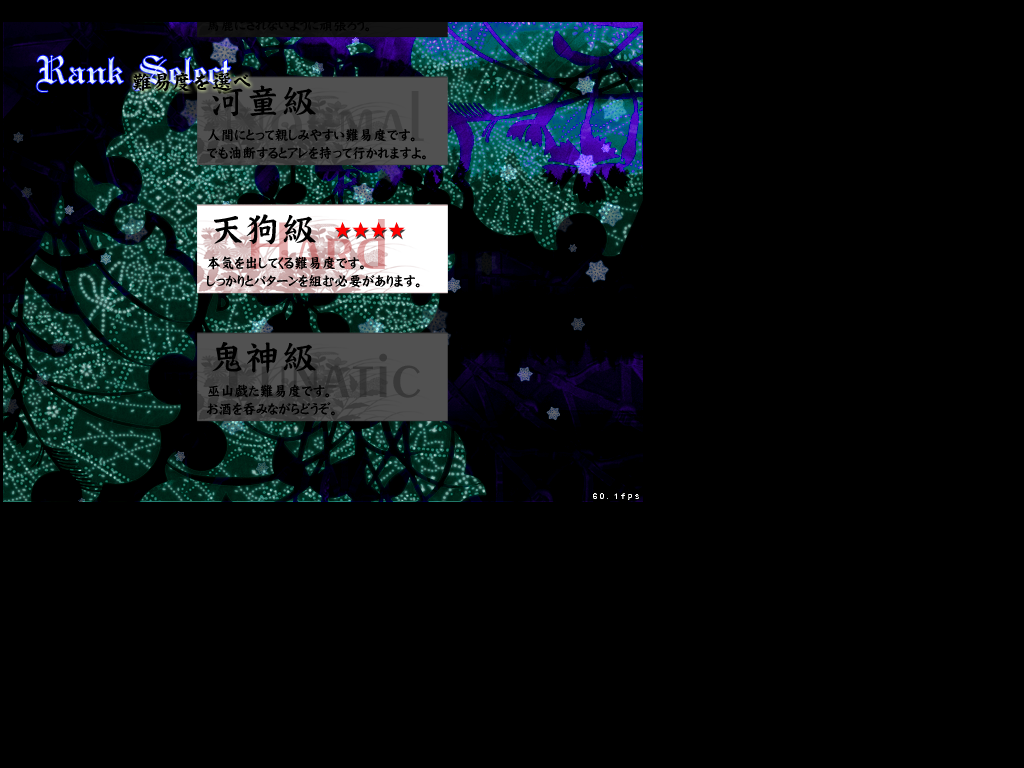 Rank Select
難易度を選べ
河童級
Normal
人間にとって親しみやすい難易度です。
でも油断するとアレを持って行かれますよ。
天狗級 ★★★★
Hard
本気を出してくる難易度です。
しっかりとパターンを組む必要があります。
鬼神級
Lunatic
巫山戯た難易度です。
お酒を呑みながらどうぞ。
60.1fps